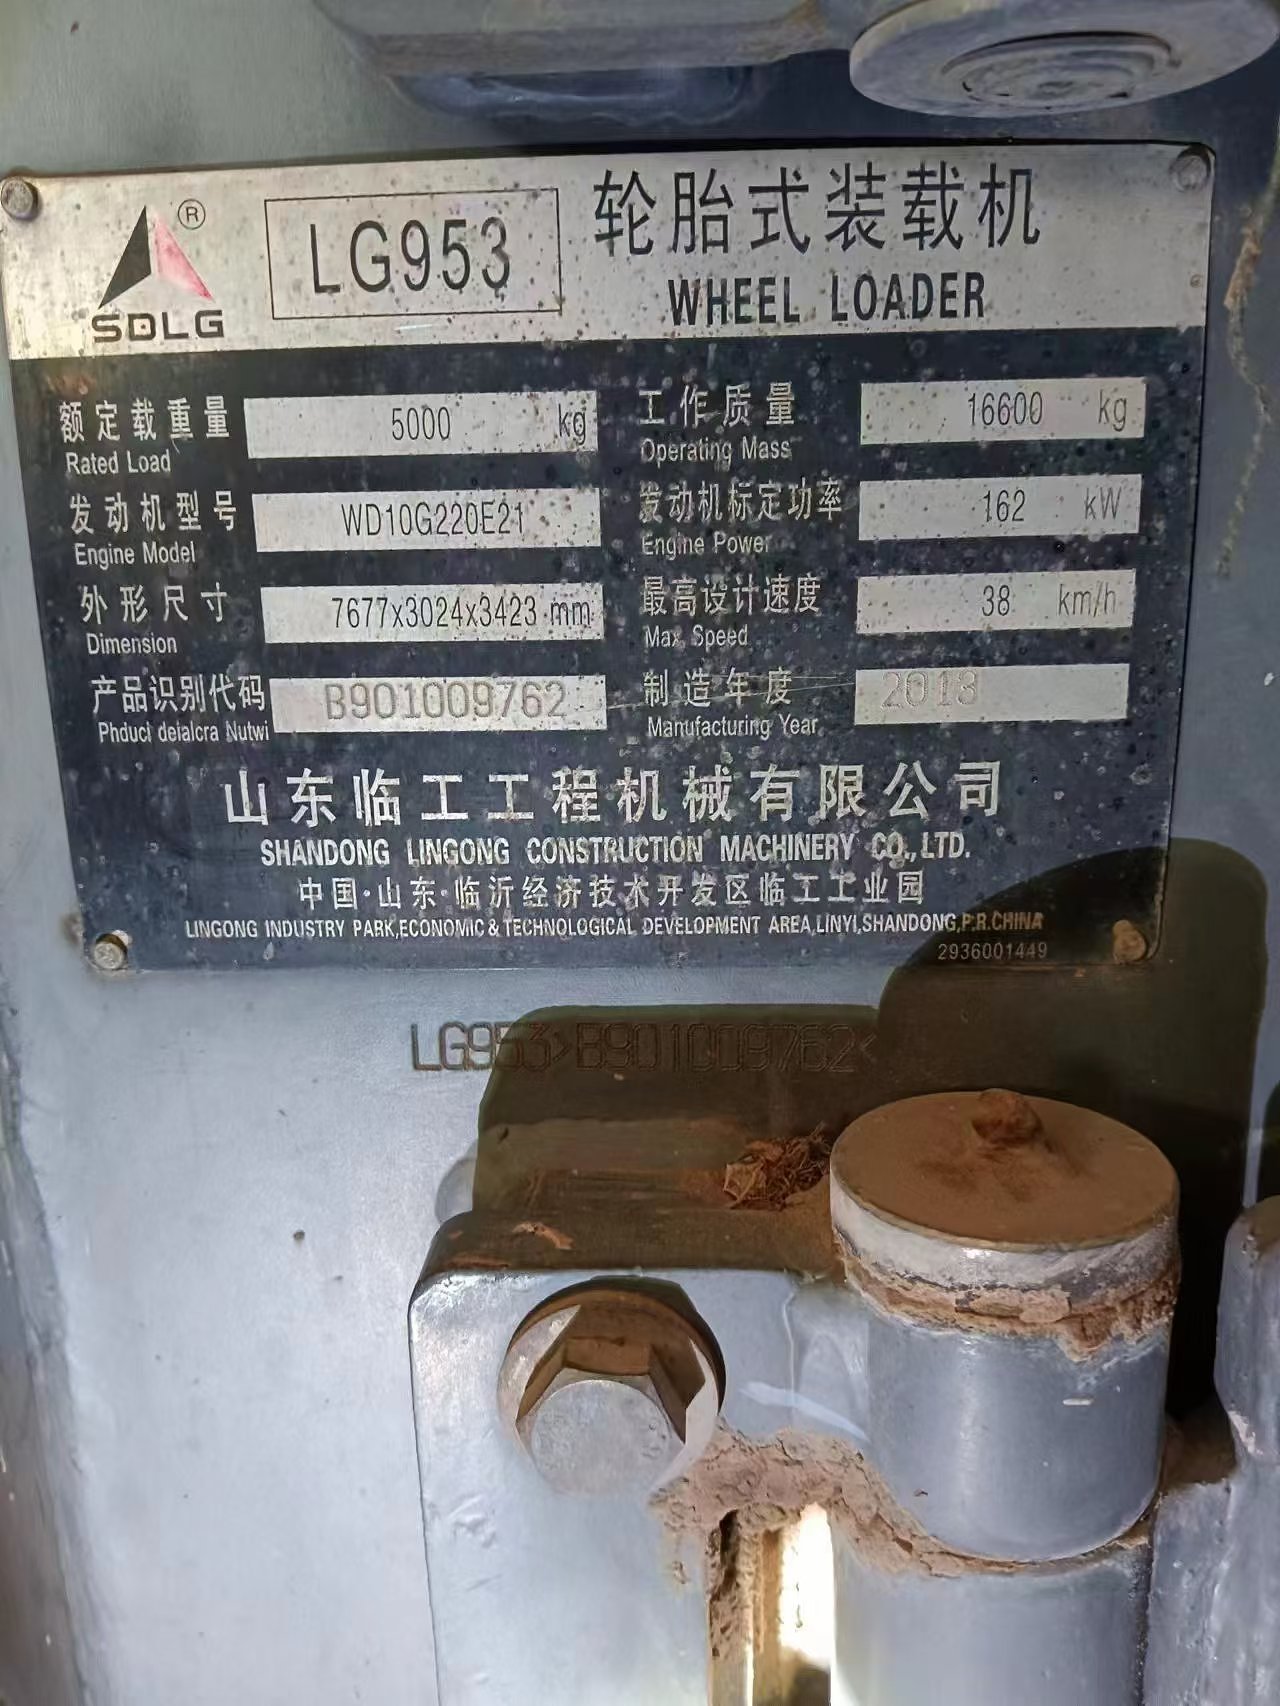 ®
SDLG
LG953
轮胎式装载机
WHEEL LOADER
额定载重量 5000 kg
Rated Load
工作质量 16600 kg
Operating Mass
发动机型号 WD10G220E21
Engine Model
发动机标定功率 162 kW
Engine Power
外形尺寸 7677x3024x3423 mm
Dimension
最高设计速度 38 km/h
Max Speed
产品识别代码 B901009762
Phduci deialcra Nutwi
制造年度 2013
Manufacturing Year
山东临工工程机械有限公司
SHANDONG LINGONG CONSTRUCTION MACHINERY CO.,LTD.
中国·山东·临沂经济技术开发区临工工业园
LINGONG INDUSTRY PARK,ECONOMIC & TECHNOLOGICAL DEVELOPMENT AREA,LINYI,SHANDONG,P.R.CHINA
2936001449
LG953>B901009762<